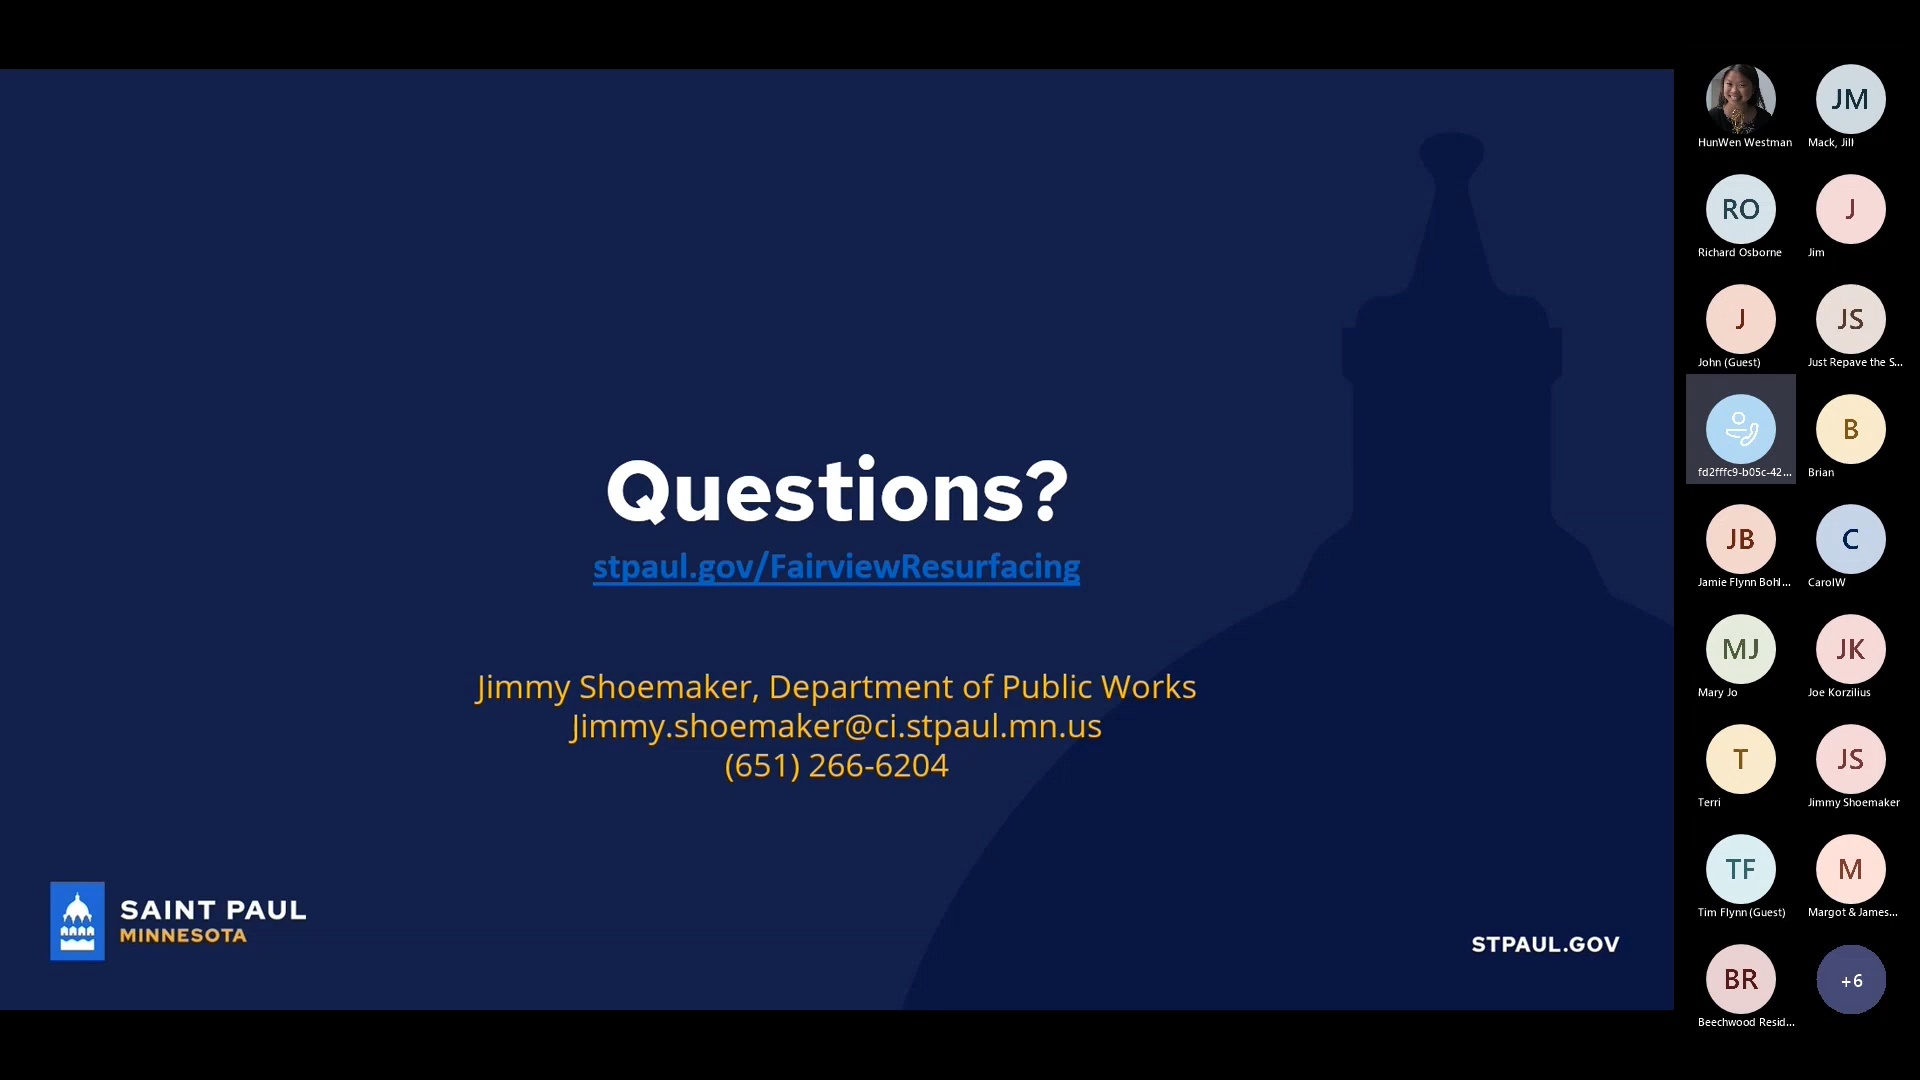 Questions?
stpaul.gov/FairviewResurfacing
Jimmy Shoemaker, Department of Public Works
Jimmy.shoemaker@ci.stpaul.mn.us
(651) 266-6204
SAINT PAUL
MINNESOTA
STPAUL.GOV
HunWen Westman
JM
Mack, Jill
RO
Richard Osborne
J
Jim
J
John (Guest)
JS
Just Repave the S...
fd2fffc9-b05c-42...
B
Brian
JB
Jamie Flynn Bohl...
C
CarolW
MJ
Mary Jo
JK
Joe Korzilius
T
Terri
JS
Jimmy Shoemaker
TF
Tim Flynn (Guest)
M
Margot & James...
BR
Beechwood Resid...
+6